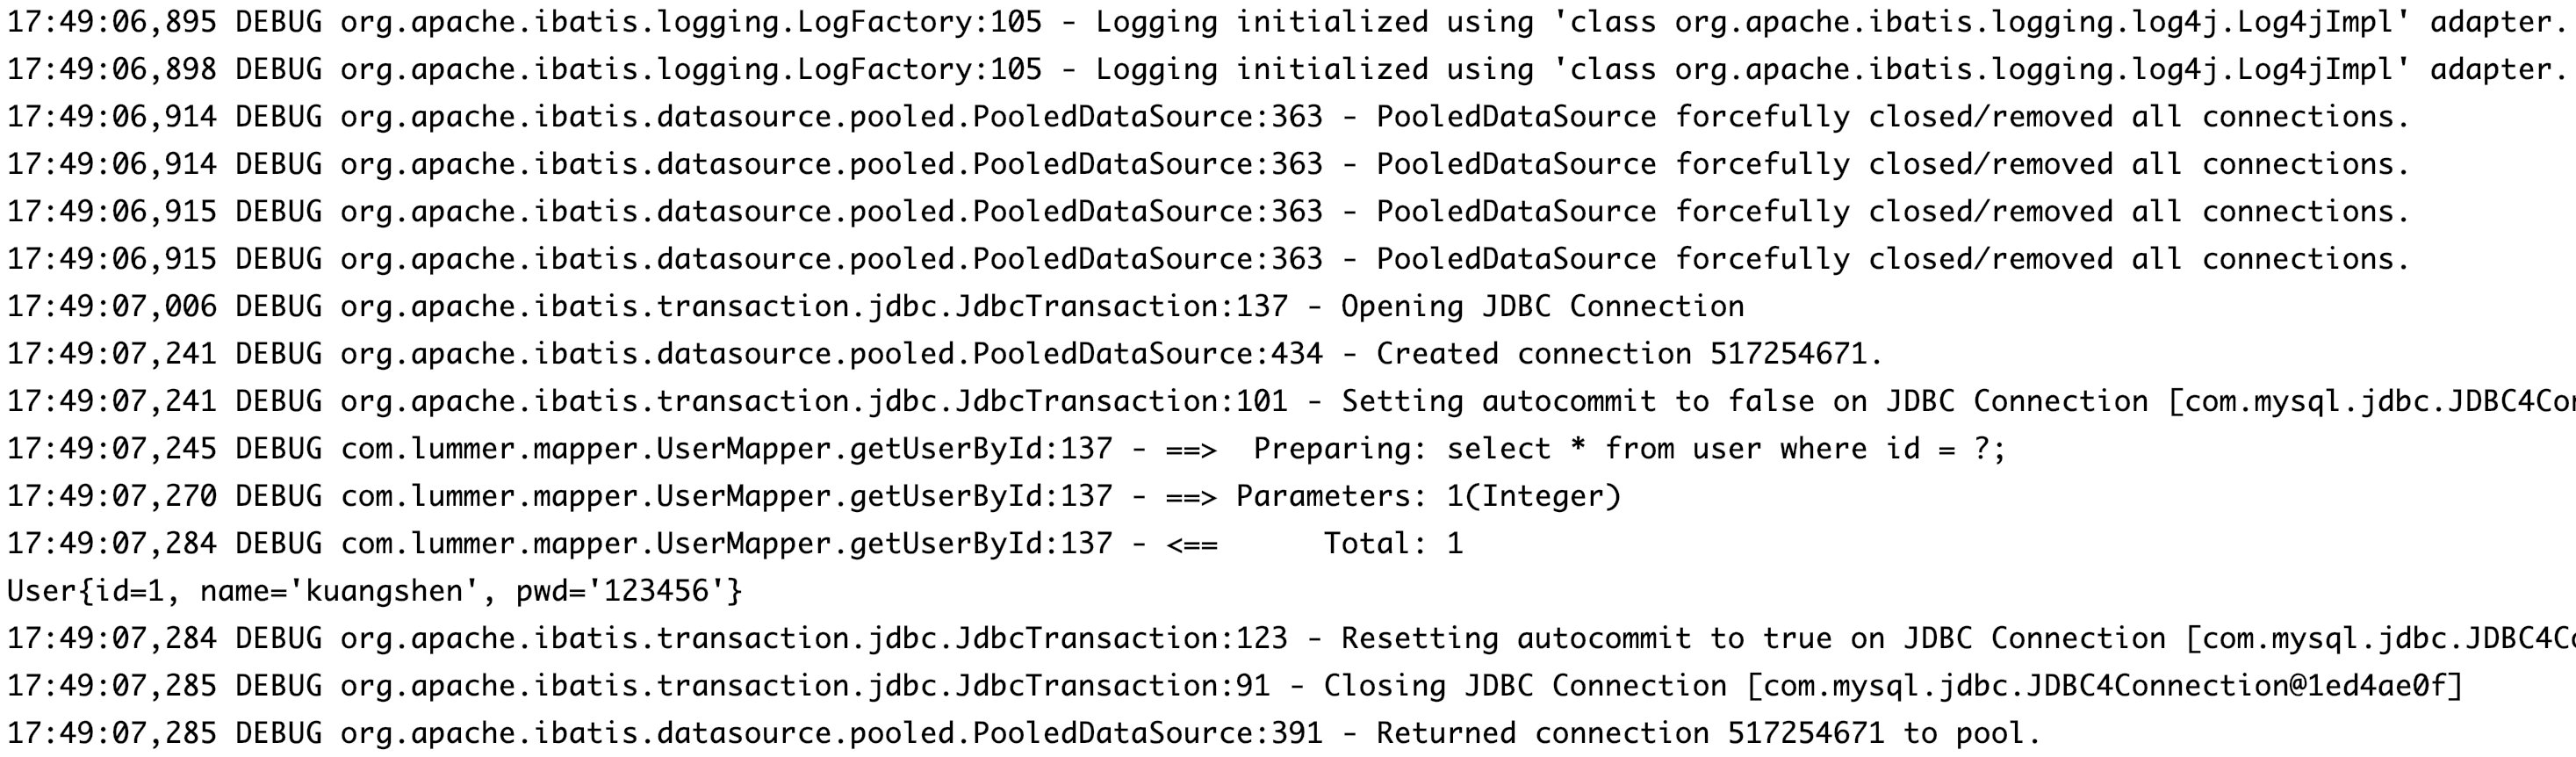 17:49:06,895 DEBUG org.apache.ibatis.logging.LogFactory:105 - Logging initialized using 'class org.apache.ibatis.logging.log4j.Log4jImpl' adapter.
17:49:06,898 DEBUG org.apache.ibatis.logging.LogFactory:105 - Logging initialized using 'class org.apache.ibatis.logging.log4j.Log4jImpl' adapter.
17:49:06,914 DEBUG org.apache.ibatis.datasource.pooled.PooledDataSource:363 - PooledDataSource forcefully closed/removed all connections.
17:49:06,914 DEBUG org.apache.ibatis.datasource.pooled.PooledDataSource:363 - PooledDataSource forcefully closed/removed all connections.
17:49:06,915 DEBUG org.apache.ibatis.datasource.pooled.PooledDataSource:363 - PooledDataSource forcefully closed/removed all connections.
17:49:06,915 DEBUG org.apache.ibatis.datasource.pooled.PooledDataSource:363 - PooledDataSource forcefully closed/removed all connections.
17:49:07,006 DEBUG org.apache.ibatis.transaction.jdbc.JdbcTransaction:137 - Opening JDBC Connection
17:49:07,241 DEBUG org.apache.ibatis.datasource.pooled.PooledDataSource:434 - Created connection 517254671.
17:49:07,241 DEBUG org.apache.ibatis.transaction.jdbc.JdbcTransaction:101 - Setting autocommit to false on JDBC Connection [com.mysql.jdbc.JDBC4Con
17:49:07,245 DEBUG com.lummer.mapper.UserMapper.getUserById:137 - ==>  Preparing: select * from user where id = ?;
17:49:07,270 DEBUG com.lummer.mapper.UserMapper.getUserById:137 - ==> Parameters: 1(Integer)
17:49:07,284 DEBUG com.lummer.mapper.UserMapper.getUserById:137 - <==      Total: 1
User{id=1, name='kuangshen', pwd='123456'}
17:49:07,284 DEBUG org.apache.ibatis.transaction.jdbc.JdbcTransaction:123 - Resetting autocommit to true on JDBC Connection [com.mysql.jdbc.JDBC4Co
17:49:07,285 DEBUG org.apache.ibatis.transaction.jdbc.JdbcTransaction:91 - Closing JDBC Connection [com.mysql.jdbc.JDBC4Connection@1ed4ae0f]
17:49:07,285 DEBUG org.apache.ibatis.datasource.pooled.PooledDataSource:391 - Returned connection 517254671 to pool.